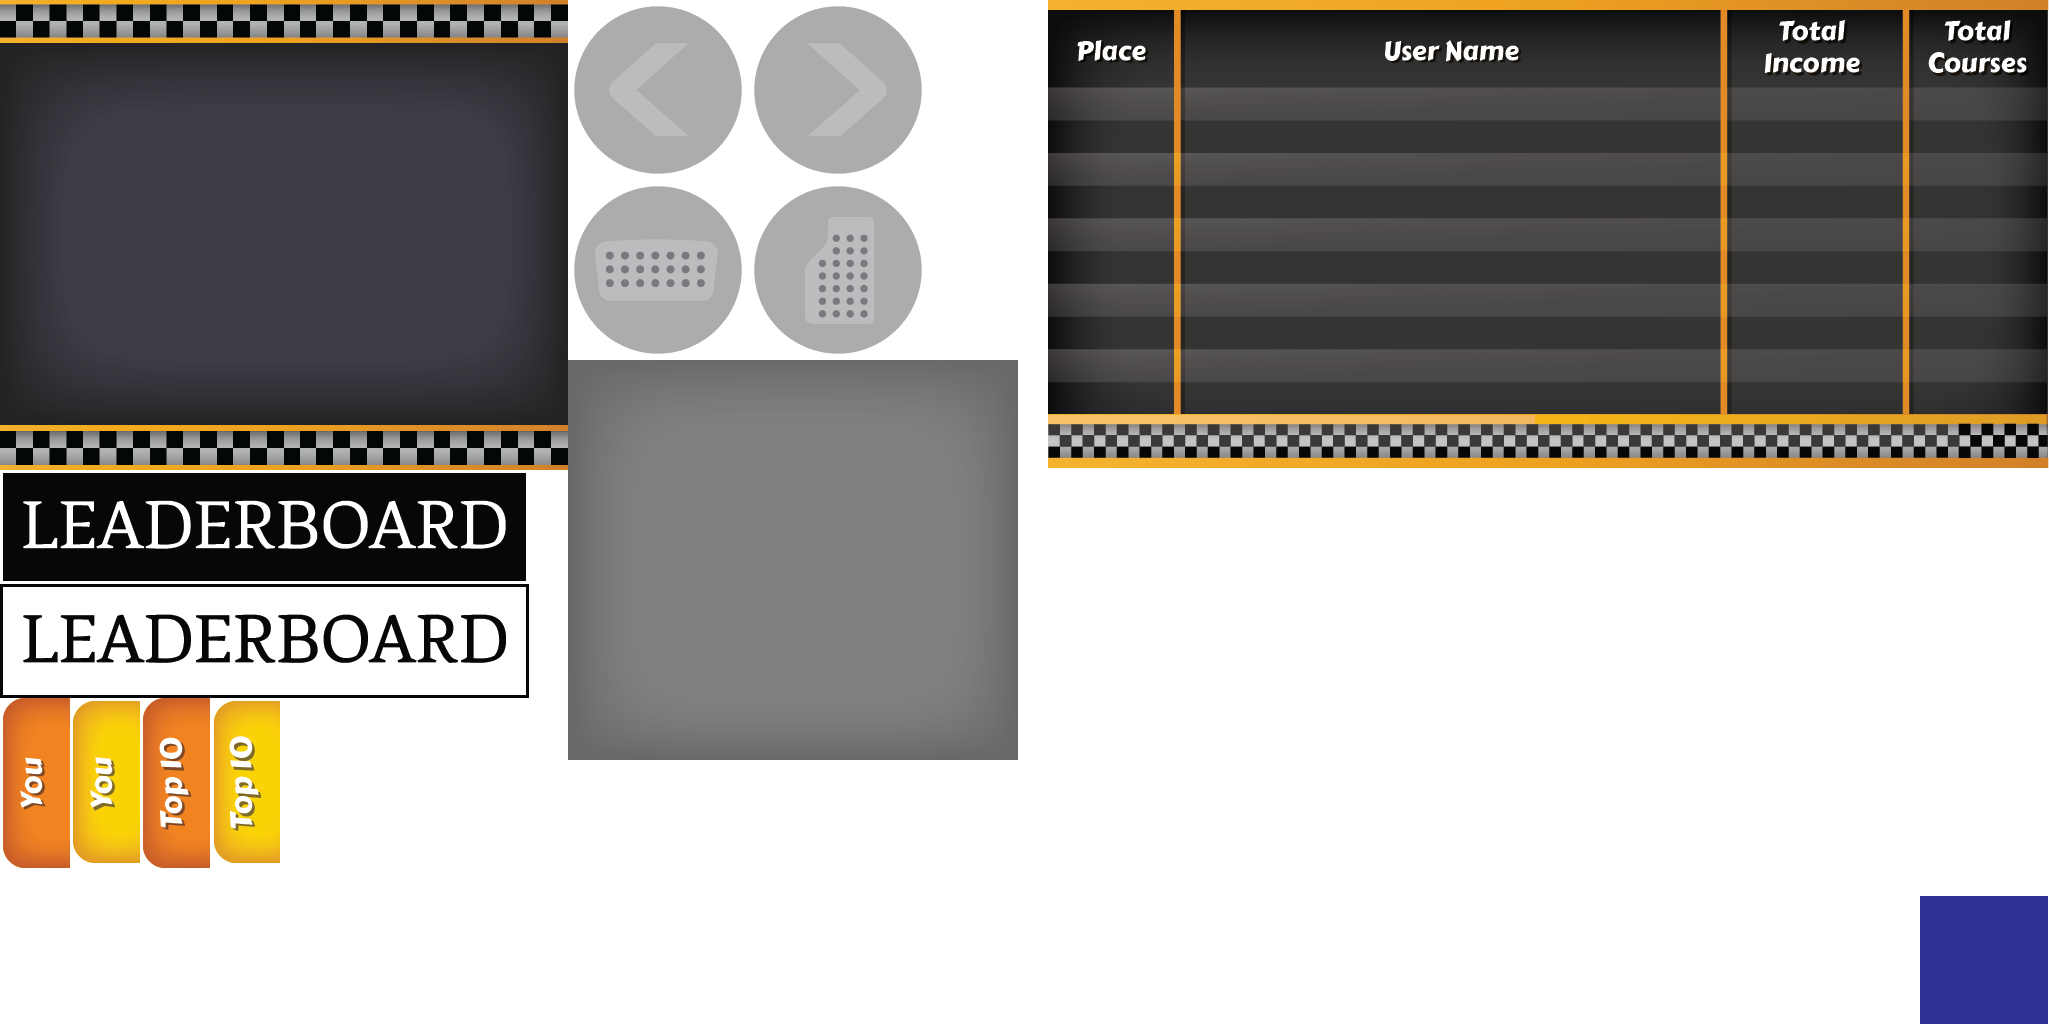 Place
User Name
Total
Income
Total
Courses
LEADERBOARD
LEADERBOARD
You
You
Top 10
Top 10